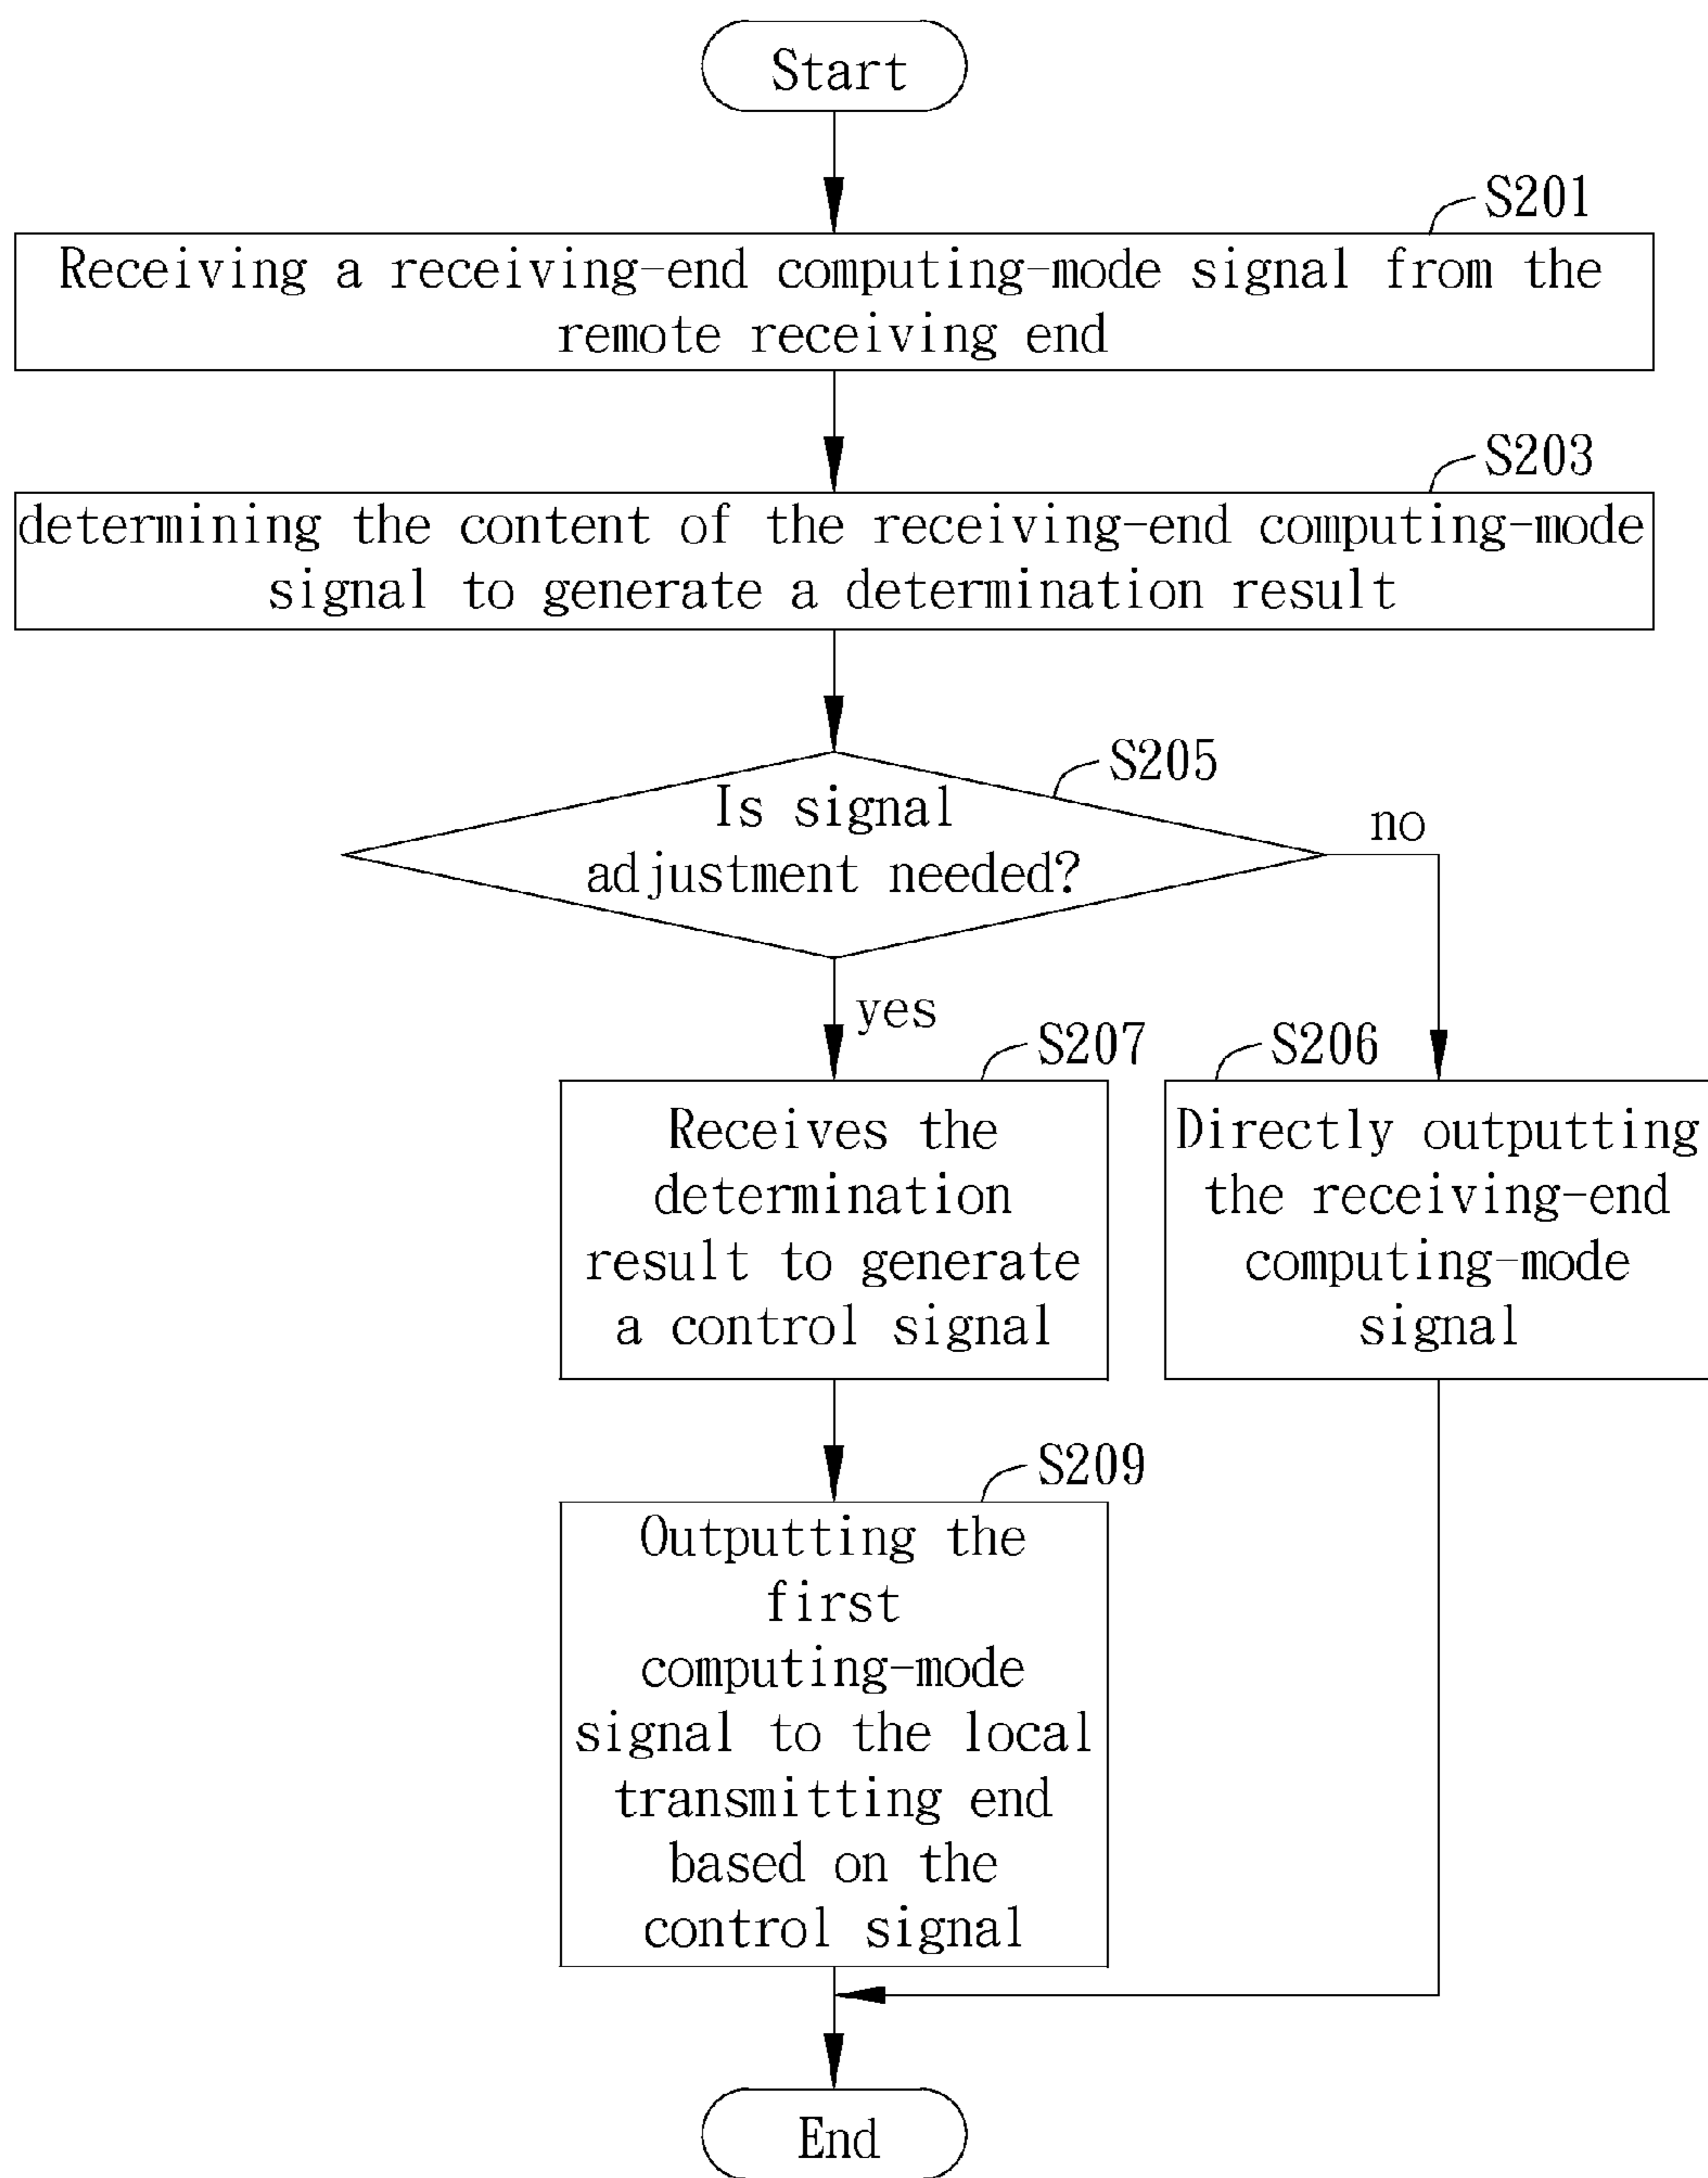 Start
S201
Receiving a receiving-end computing-mode signal from the
remote receiving end
S203
determining the content of the receiving-end computing-mode
signal to generate a determination result
S205
Is signal
adjustment needed?
no
yes
S207
Receives the
determination
result to generate
a control signal
S206
Directly outputting
the receiving-end
computing-mode
signal
S209
Outputting the
first
computing-mode
signal to the local
transmitting end
based on the
control signal
End